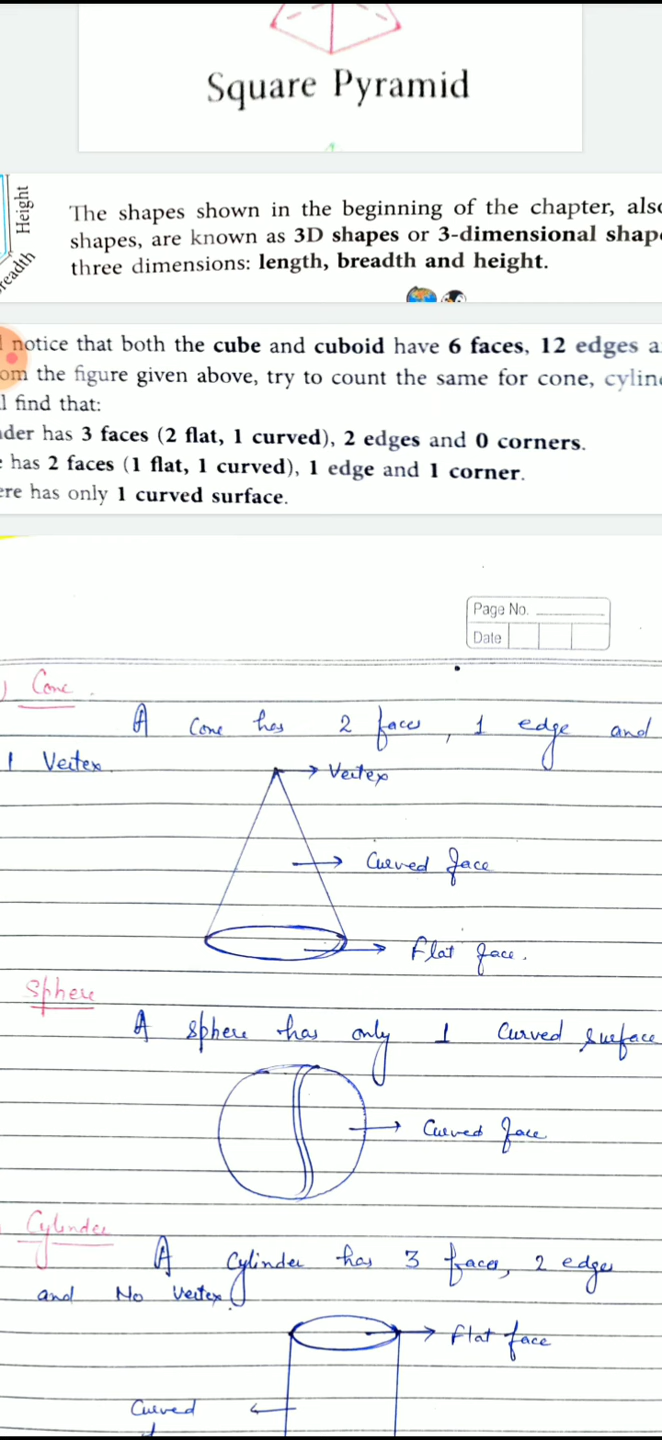 Square Pyramid
Height
readth
The shapes shown in the beginning of the chapter, als
shapes, are known as 3D shapes or 3-dimensional shap
three dimensions: length, breadth and height.
notice that both the cube and cuboid have 6 faces, 12 edges a
om the figure given above, try to count the same for cone, cylin
l find that:
der has 3 faces (2 flat, 1 curved), 2 edges and 0 corners.
has 2 faces (1 flat, 1 curved), 1 edge and 1 corner.
ere has only 1 curved surface.
Page No.
Date
) Cone.
A Cone has 2 faces, 1 edge and
1 Vertex.
Vertex
Curved face
Flat face.
Sphere
A sphere has only 1 Curved surface
Curved face
Cylinder
A Cylinder has 3 faces, 2 edges
and No Vertex.
Flat face
Curved